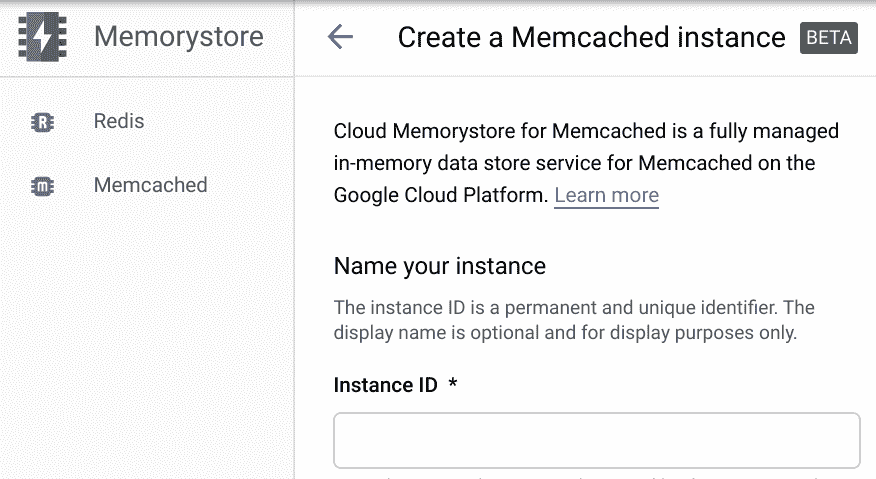 Memorystore
Redis
Memcached
Create a Memcached instance BETA
Cloud Memorystore for Memcached is a fully managed
in-memory data store service for Memcached on the
Google Cloud Platform. Learn more
Name your instance
The instance ID is a permanent and unique identifier. The
display name is optional and for display purposes only.
Instance ID *